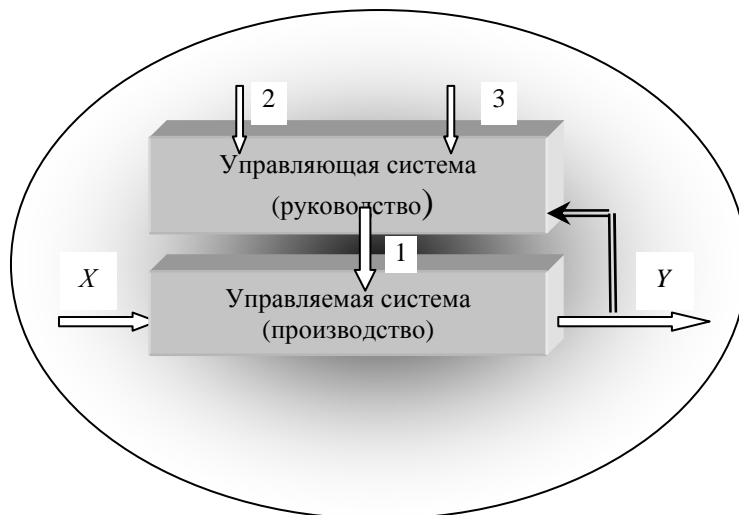 2
3
Управляющая система
(руководство)
1
X
Y
Управляемая система
(производство)